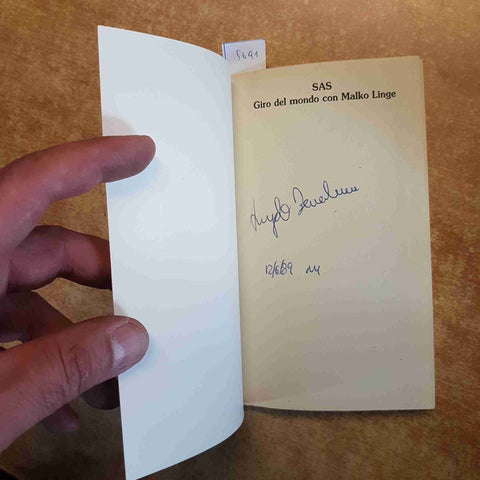 5691
SAS
Giro del mondo con Malko Linge
12/6/89